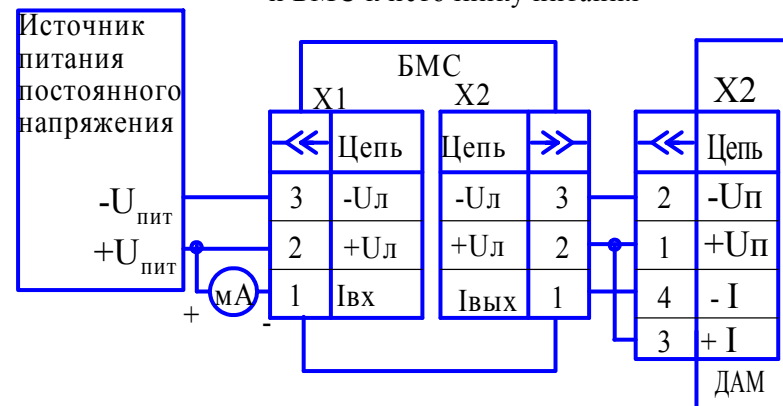 и БМС к источнику питания
Источник
питания
постоянного
напряжения
БМС
X1
X2
X2
Цепь
Цепь
Цепь
-Uпит
3
-Uл
-Uл
3
2
-Uп
+Uпит
2
+Uл
+Uл
2
1
+Uп
+
мА
-
1
Iвх
Iвых
1
4
- I
3
+ I
ДАМ